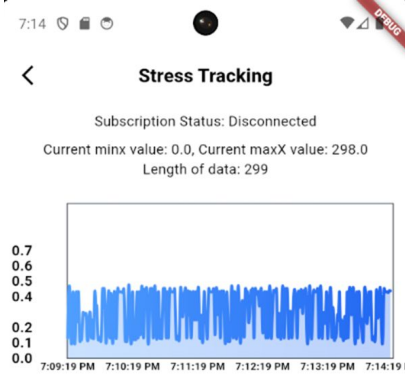 7:14
DEBUG
Stress Tracking
Subscription Status: Disconnected
Current minx value: 0.0, Current maxX value: 298.0
Length of data: 299
0.7
0.6
0.5
0.4
0.2
0.1
0.0
7:09:19 PM 7:10:19 PM 7:11:19 PM 7:12:19 PM 7:13:19 PM 7:14:19